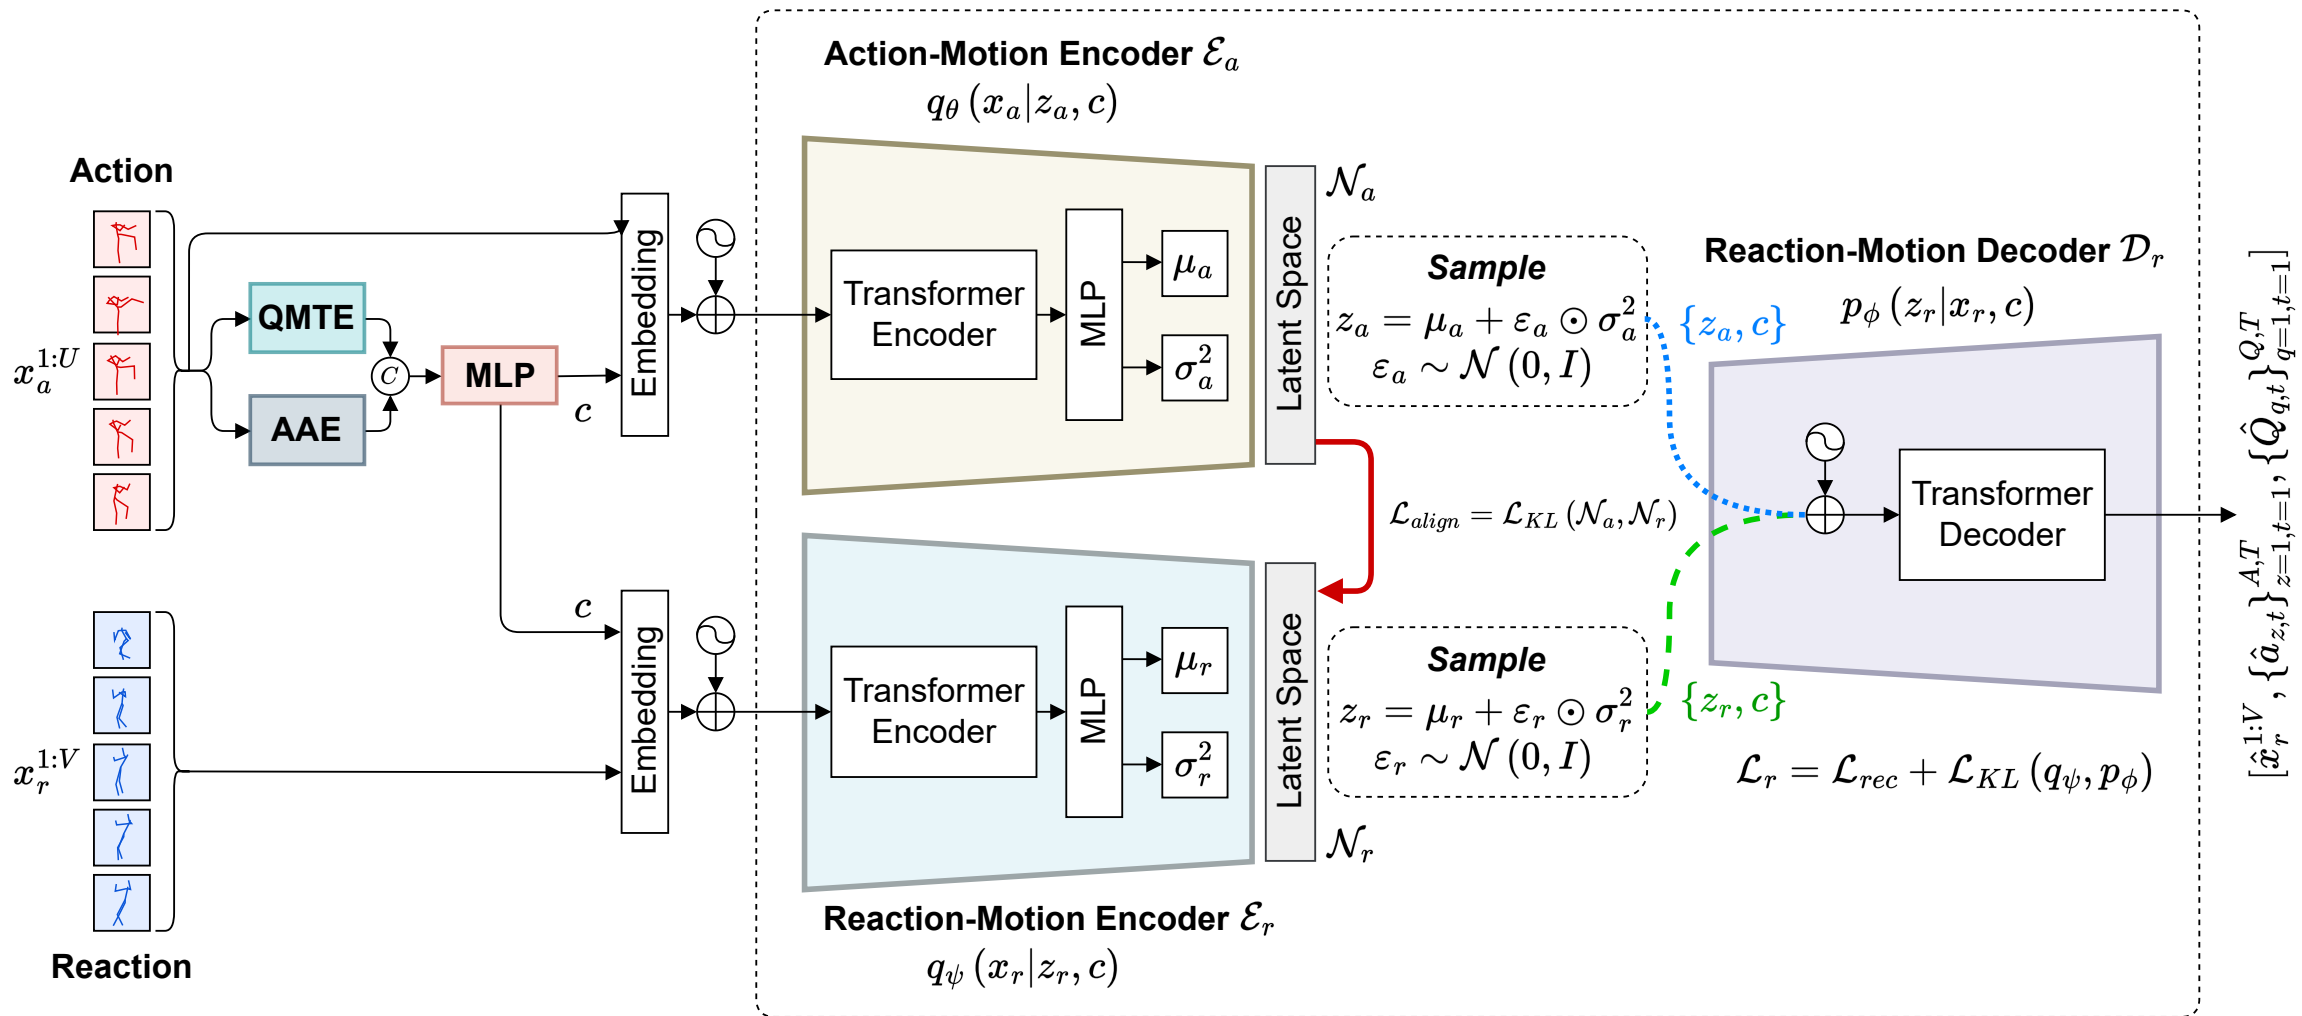 Action-Motion Encoder ℰ_a
q_θ (x_a|z_a, c)
Action
x_a^{1:U}
QMTE
AAE
C
MLP
c
Embedding
Transformer
Encoder
MLP
μ_a
σ_a^2
Latent Space
𝒩_a
Sample
z_a = μ_a + ε_a ⊙ σ_a^2
ε_a ∼ 𝒩 (0, I)
{z_a, c}
Reaction-Motion Decoder 𝒟_r
p_ϕ (z_r|x_r, c)
Transformer
Decoder
ℒ_align = ℒ_KL (𝒩_a, 𝒩_r)
x_r^{1:V}
Reaction
c
Embedding
Transformer
Encoder
MLP
μ_r
σ_r^2
Latent Space
𝒩_r
Sample
z_r = μ_r + ε_r ⊙ σ_r^2
ε_r ∼ 𝒩 (0, I)
{z_r, c}
ℒ_r = ℒ_rec + ℒ_KL (q_ψ, p_ϕ)
Reaction-Motion Encoder ℰ_r
q_ψ (x_r|z_r, c)
[x̂_r^{1:V}, {â_{z,t}}_{z=1,t=1}^{A,T}, {Q̂_{q,t}}_{q=1,t=1}^{Q,T}]